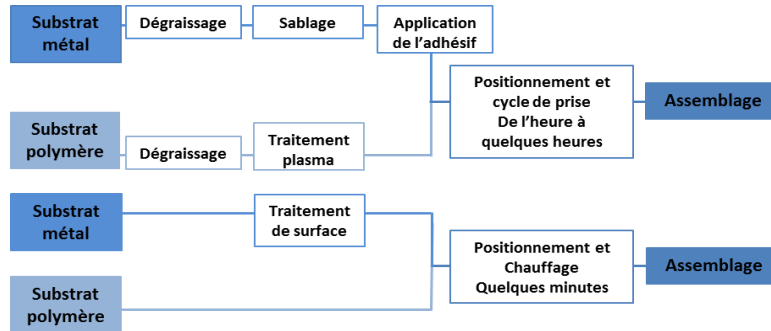 Substrat
métal
Dégraissage
Sablage
Application
de l'adhésif
Positionnement et
cycle de prise
De l'heure à
quelques heures
Assemblage
Substrat
polymère
Dégraissage
Traitement
plasma
Substrat
métal
Traitement
de surface
Positionnement et
Chauffage
Quelques minutes
Assemblage
Substrat
polymère